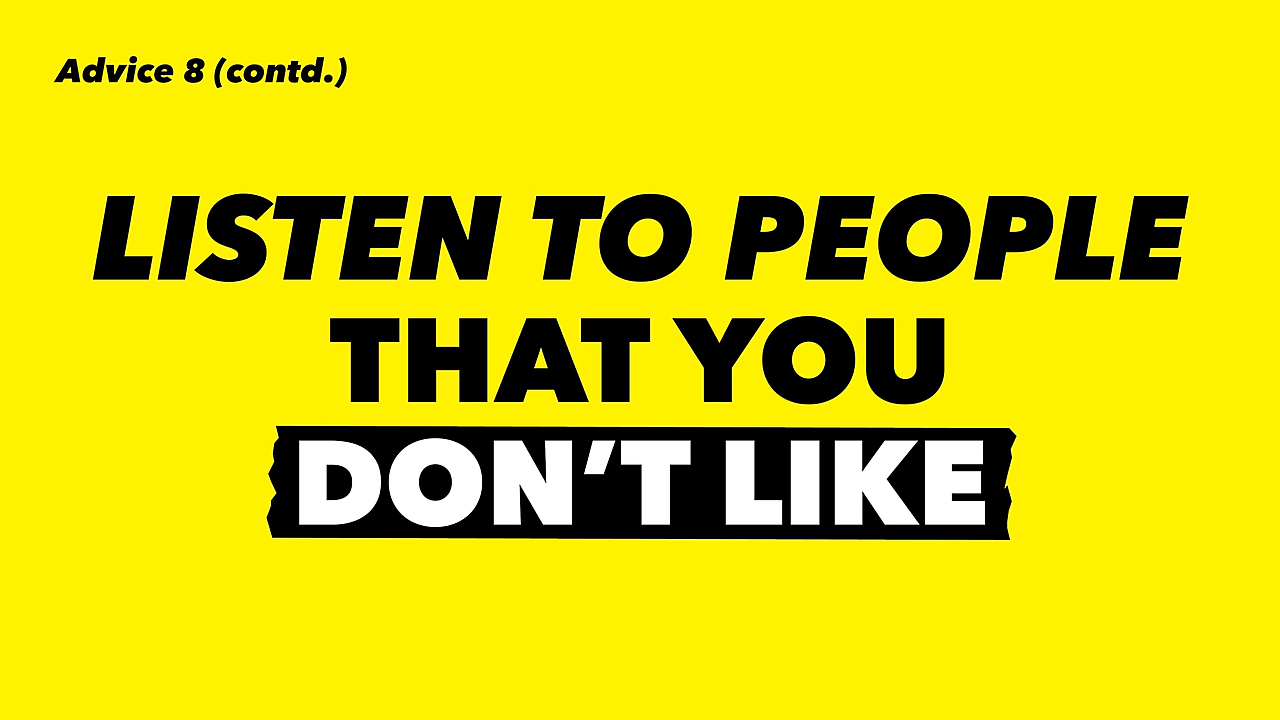 Advice 8 (contd.)
LISTEN TO PEOPLE
THAT YOU
DON’T LIKE